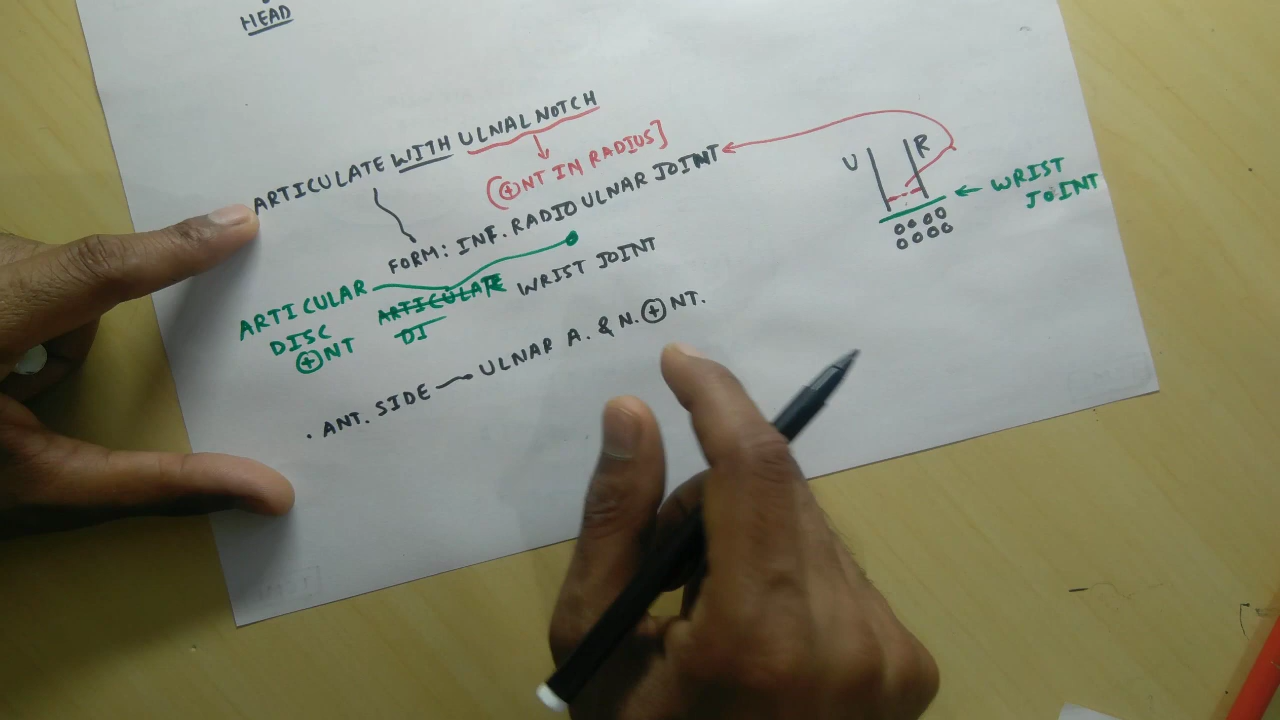 HEAD
ARTICULATE WITH ULNAL NOTCH
(⊕NT IN RADIUS]
FORM: INF. RADIO ULNAR JOINT
ARTICULAR
DISC
⊕NT
ARTICULATE
DI
WRIST JOINT
. ANT. SIDE — ULNAR A. & N. ⊕NT.
U R
← WRIST
JOINT